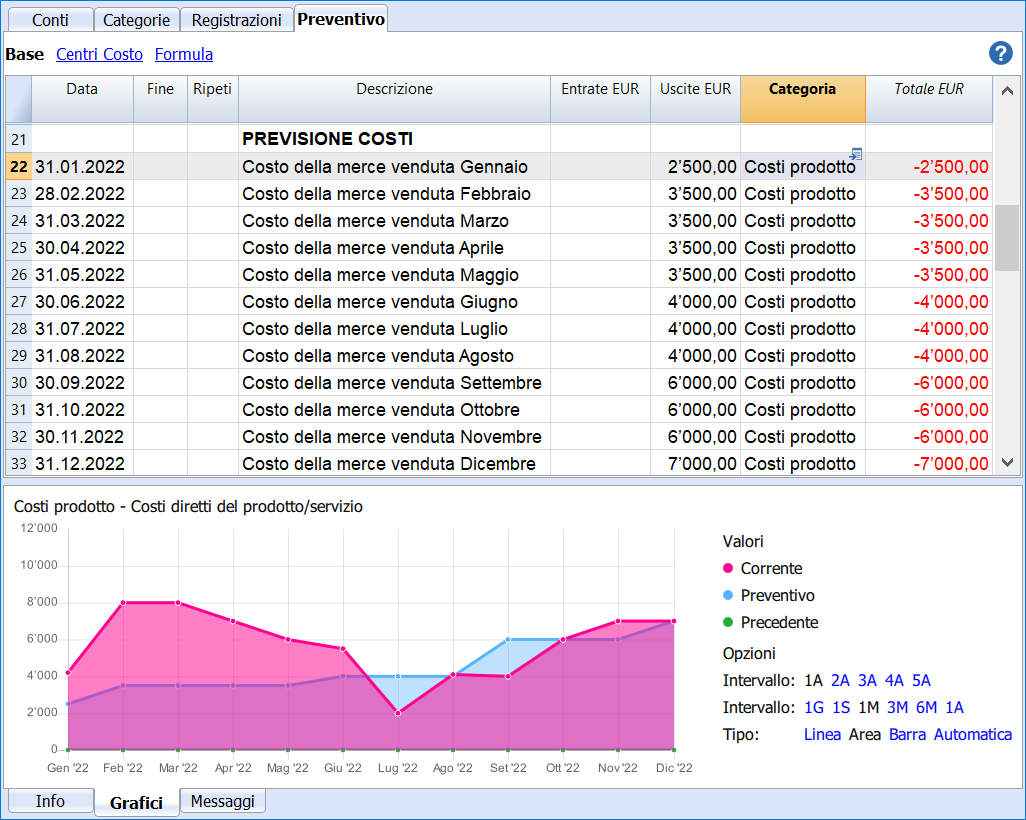 Conti Categorie Registrazioni Preventivo
Base Centri Costo Formula ?
Data Fine Ripeti Descrizione Entrate EUR Uscite EUR Categoria Totale EUR
21 PREVISIONE COSTI
22 31.01.2022 Costo della merce venduta Gennaio 2’500,00 Costi prodotto -2’500,00
23 28.02.2022 Costo della merce venduta Febbraio 3’500,00 Costi prodotto -3’500,00
24 31.03.2022 Costo della merce venduta Marzo 3’500,00 Costi prodotto -3’500,00
25 30.04.2022 Costo della merce venduta Aprile 3’500,00 Costi prodotto -3’500,00
26 31.05.2022 Costo della merce venduta Maggio 3’500,00 Costi prodotto -3’500,00
27 30.06.2022 Costo della merce venduta Giugno 4’000,00 Costi prodotto -4’000,00
28 31.07.2022 Costo della merce venduta Luglio 4’000,00 Costi prodotto -4’000,00
29 31.08.2022 Costo della merce venduta Agosto 4’000,00 Costi prodotto -4’000,00
30 30.09.2022 Costo della merce venduta Settembre 6’000,00 Costi prodotto -6’000,00
31 31.10.2022 Costo della merce venduta Ottobre 6’000,00 Costi prodotto -6’000,00
32 30.11.2022 Costo della merce venduta Novembre 6’000,00 Costi prodotto -6’000,00
33 31.12.2022 Costo della merce venduta Dicembre 7’000,00 Costi prodotto -7’000,00
Costi prodotto - Costi diretti del prodotto/servizio
12’000
10’000
8’000
6’000
4’000
2’000
0
Gen '22 Feb '22 Mar '22 Apr '22 Mag '22 Giu '22 Lug '22 Ago '22 Set '22 Ott '22 Nov '22 Dic '22
Valori
Corrente
Preventivo
Precedente
Opzioni
Intervallo: 1A 2A 3A 4A 5A
Intervallo: 1G 1S 1M 3M 6M 1A
Tipo: Linea Area Barra Automatica
Info Grafici Messaggi